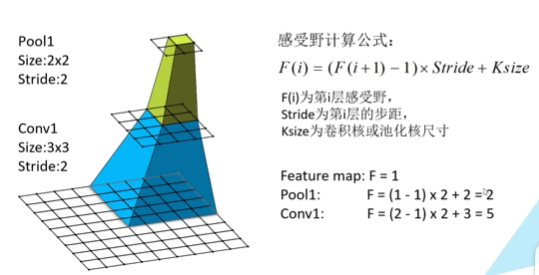 Pool1
Size:2x2
Stride:2
Conv1
Size:3x3
Stride:2
感受野计算公式：
F(i) = (F(i+1) − 1) × Stride + Ksize
F(i)为第i层感受野，
Stride为第i层的步距，
Ksize为卷积核或池化核尺寸
Feature map: F = 1
Pool1: F = (1 - 1) x 2 + 2 = 2
Conv1: F = (2 - 1) x 2 + 3 = 5